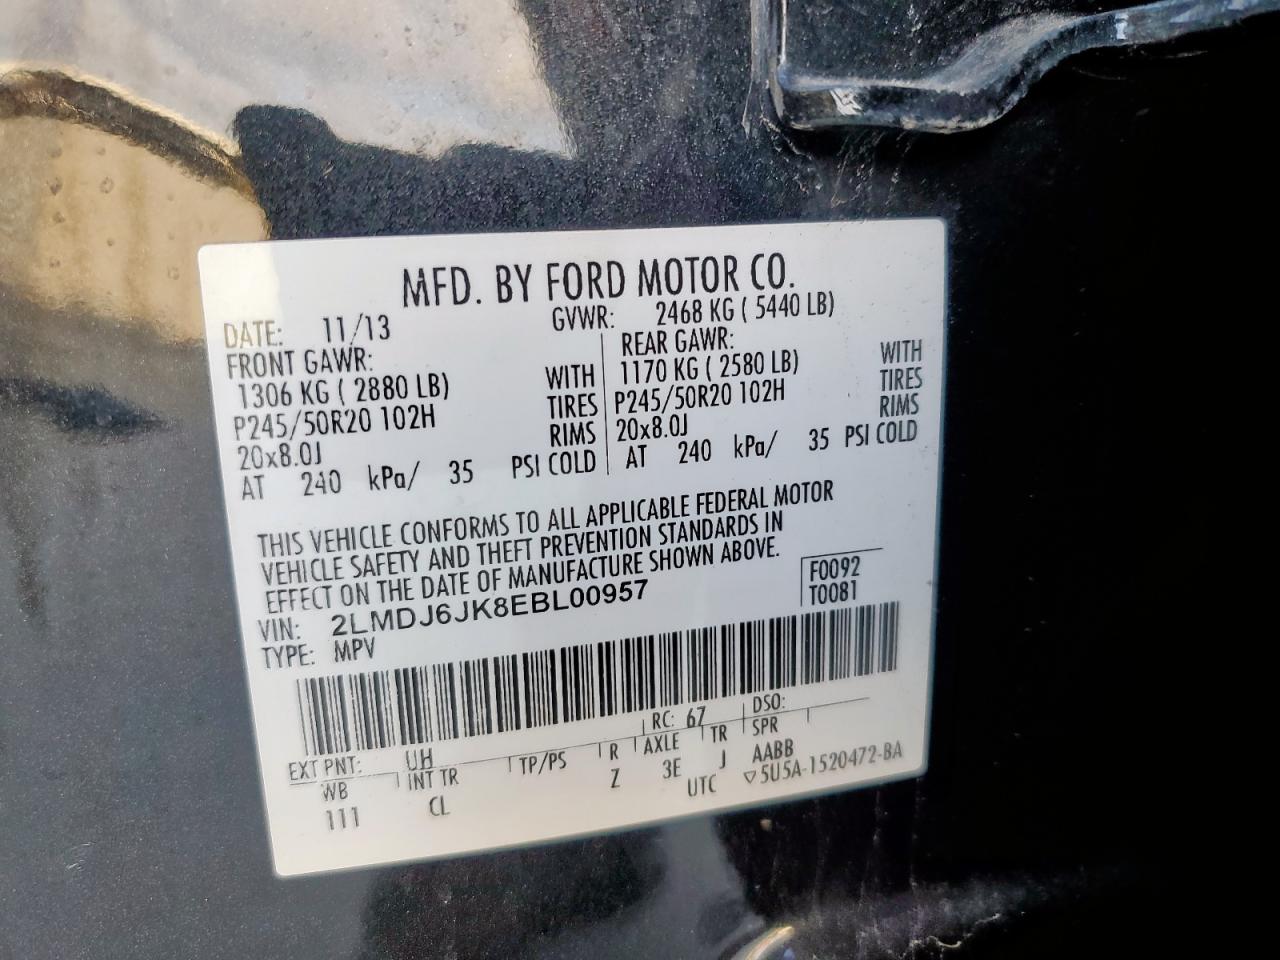 MFD. BY FORD MOTOR CO.
DATE: 11/13 GVWR: 2468 KG ( 5440 LB)
FRONT GAWR: REAR GAWR:
1306 KG ( 2880 LB) WITH 1170 KG ( 2580 LB) WITH
P245/50R20 102H TIRES P245/50R20 102H TIRES
20x8.0J RIMS 20x8.0J RIMS
AT 240 kPa/ 35 PSI COLD AT 240 kPa/ 35 PSI COLD
THIS VEHICLE CONFORMS TO ALL APPLICABLE FEDERAL MOTOR
VEHICLE SAFETY AND THEFT PREVENTION STANDARDS IN
EFFECT ON THE DATE OF MANUFACTURE SHOWN ABOVE.
VIN: 2LMDJ6JK8EBL00957 F0092
TYPE: MPV T0081
EXT PNT: UH RC: 67 DSO:
WB INT TR TP/PS R AXLE TR SPR
111 CL Z 3E J AABB
UTC ▽5U5A-1520472-BA